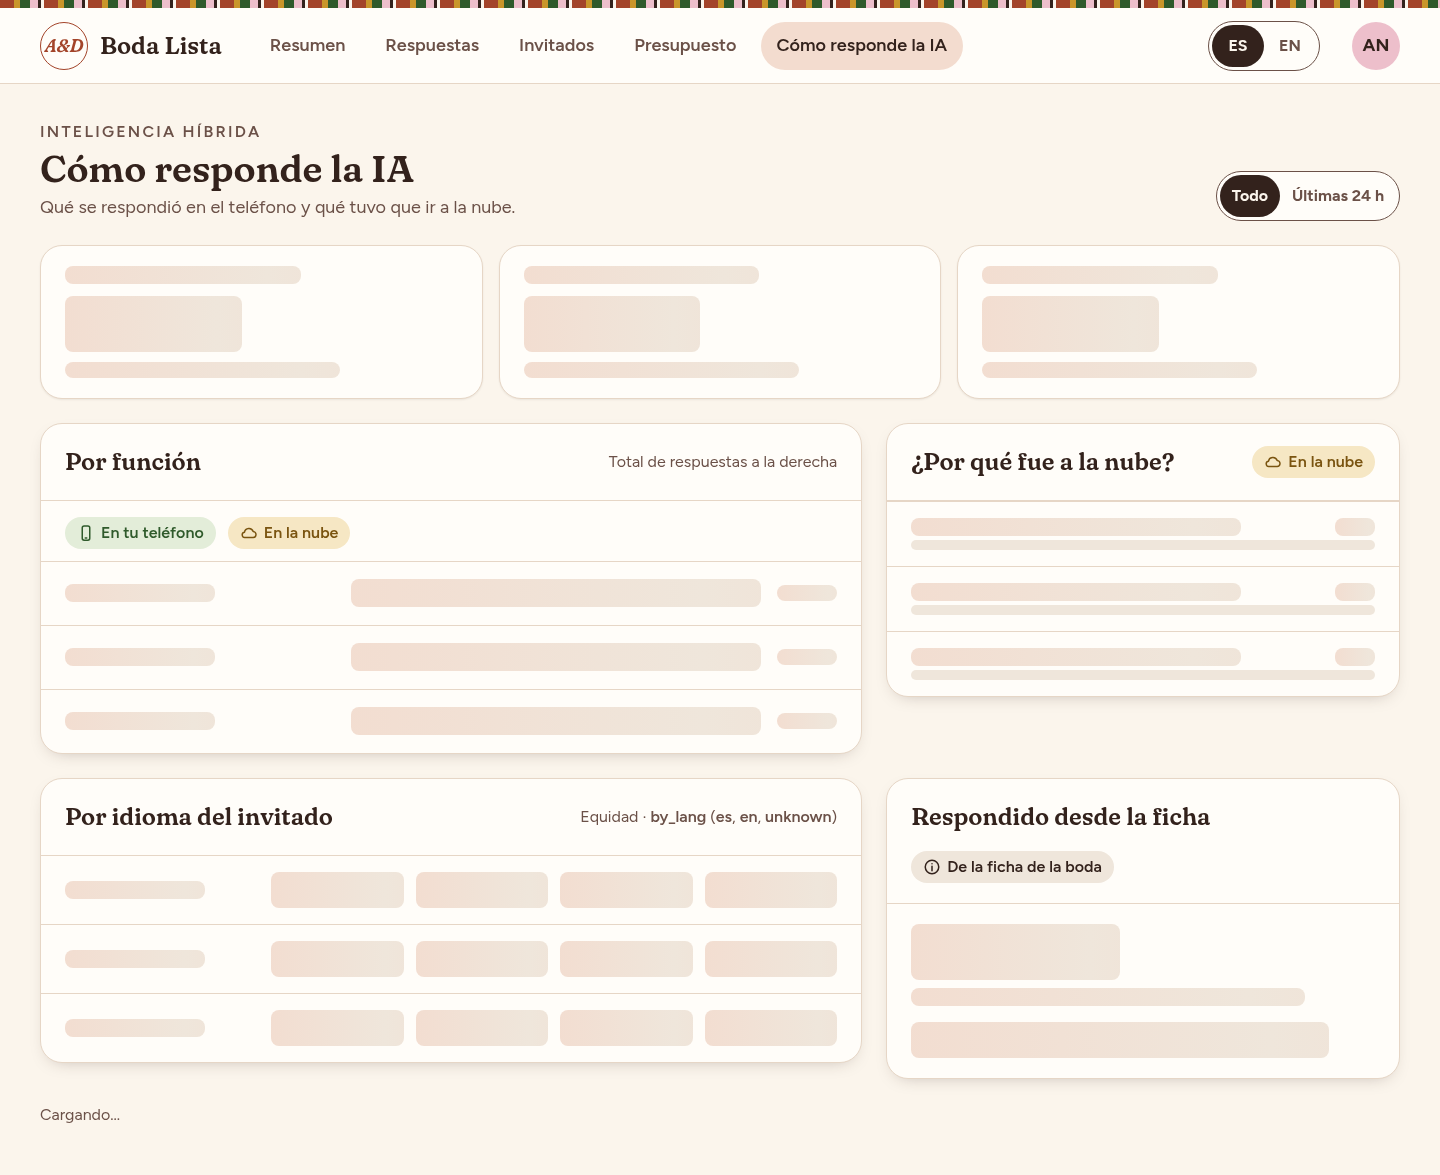 A&D Boda Lista Resumen Respuestas Invitados Presupuesto Cómo responde la IA ES EN AN
INTELIGENCIA HÍBRIDA
Cómo responde la IA
Qué se respondió en el teléfono y qué tuvo que ir a la nube.
Todo Últimas 24 h
Por función Total de respuestas a la derecha
En tu teléfono En la nube
¿Por qué fue a la nube? En la nube
Por idioma del invitado Equidad · by_lang (es, en, unknown)
Respondido desde la ficha
De la ficha de la boda
Cargando...